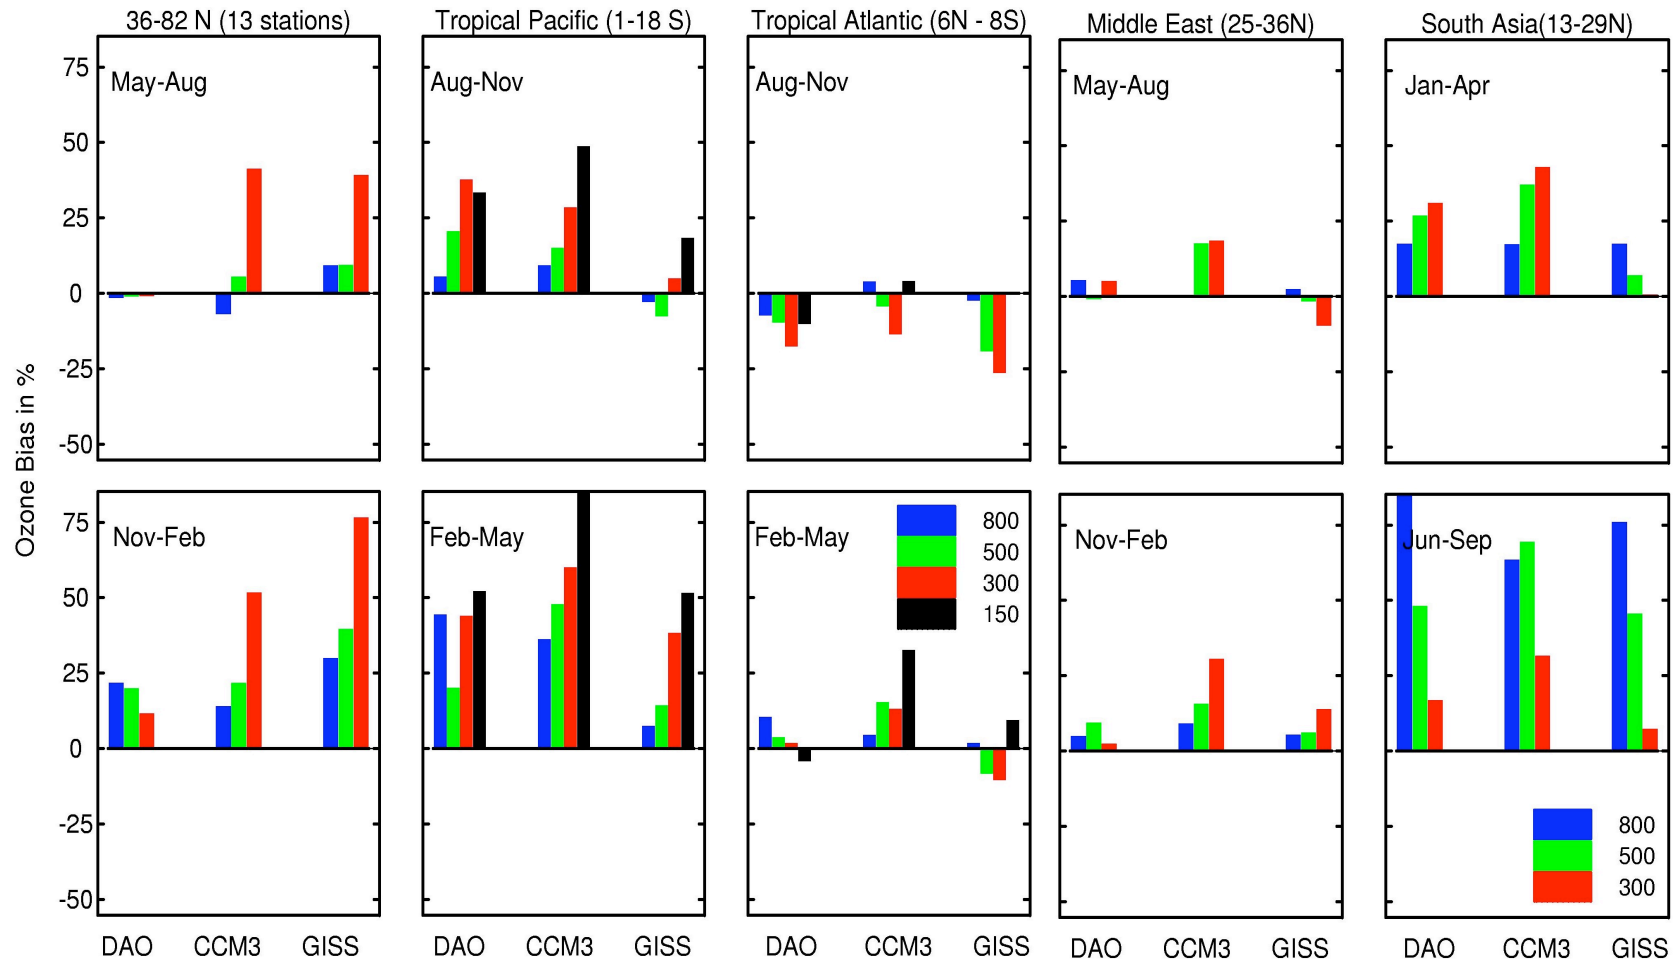 36-82 N (13 stations)
Tropical Pacific (1-18 S)
Tropical Atlantic (6N - 8S)
Middle East (25-36N)
South Asia(13-29N)
May-Aug
Aug-Nov
Aug-Nov
May-Aug
Jan-Apr
75
50
25
0
-25
-50
Ozone Bias in %
Nov-Feb
Feb-May
Feb-May
Nov-Feb
Jun-Sep
800
500
300
150
75
50
25
0
-25
-50
800
500
300
DAO CCM3 GISS
DAO CCM3 GISS
DAO CCM3 GISS
DAO CCM3 GISS
DAO CCM3 GISS